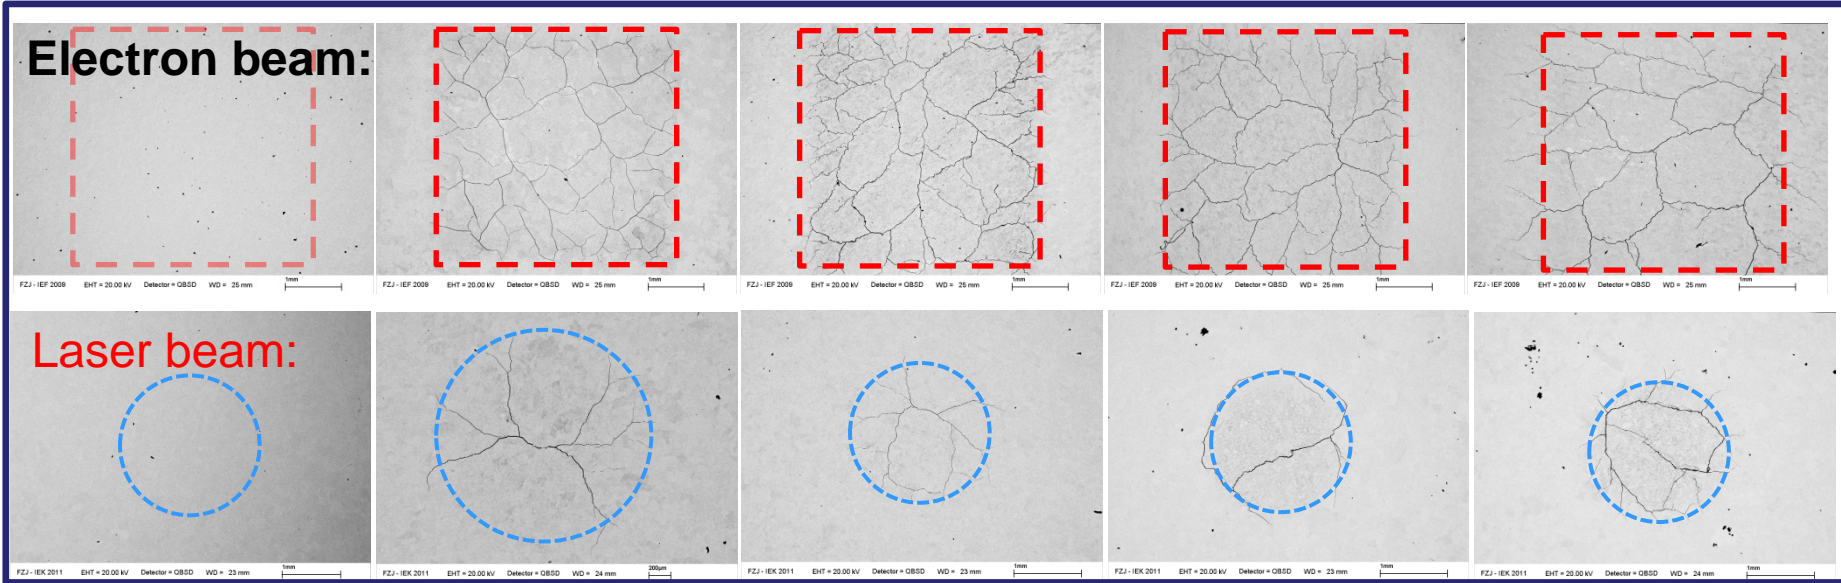 Electron beam:
1mm
FZJ - IEF 2009 EHT = 20.00 kV Detector = QBSD WD = 25 mm
1mm
FZJ - IEF 2009 EHT = 20.00 kV Detector = QBSD WD = 25 mm
1mm
FZJ - IEF 2009 EHT = 20.00 kV Detector = QBSD WD = 25 mm
1mm
FZJ - IEF 2009 EHT = 20.00 kV Detector = QBSD WD = 25 mm
1mm
FZJ - IEF 2009 EHT = 20.00 kV Detector = QBSD WD = 25 mm
Laser beam:
1mm
FZJ - IEK 2011 EHT = 20.00 kV Detector = QBSD WD = 23 mm
200µm
FZJ - IEK 2011 EHT = 20.00 kV Detector = QBSD WD = 24 mm
1mm
FZJ - IEK 2011 EHT = 20.00 kV Detector = QBSD WD = 23 mm
1mm
FZJ - IEK 2011 EHT = 20.00 kV Detector = QBSD WD = 23 mm
1mm
FZJ - IEK 2011 EHT = 20.00 kV Detector = QBSD WD = 24 mm